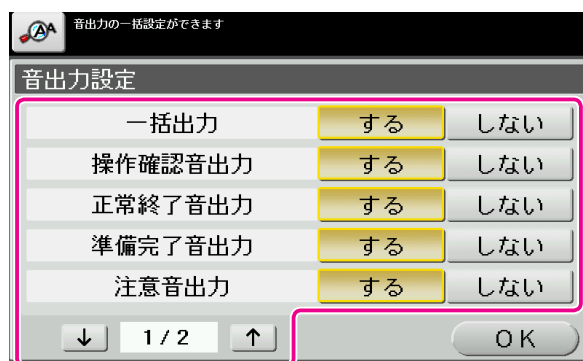 音出力の一括設定ができます
音出力設定
一括出力 する しない
操作確認音出力 する しない
正常終了音出力 する しない
準備完了音出力 する しない
注意音出力 する しない
↓ 1 / 2 ↑ OK